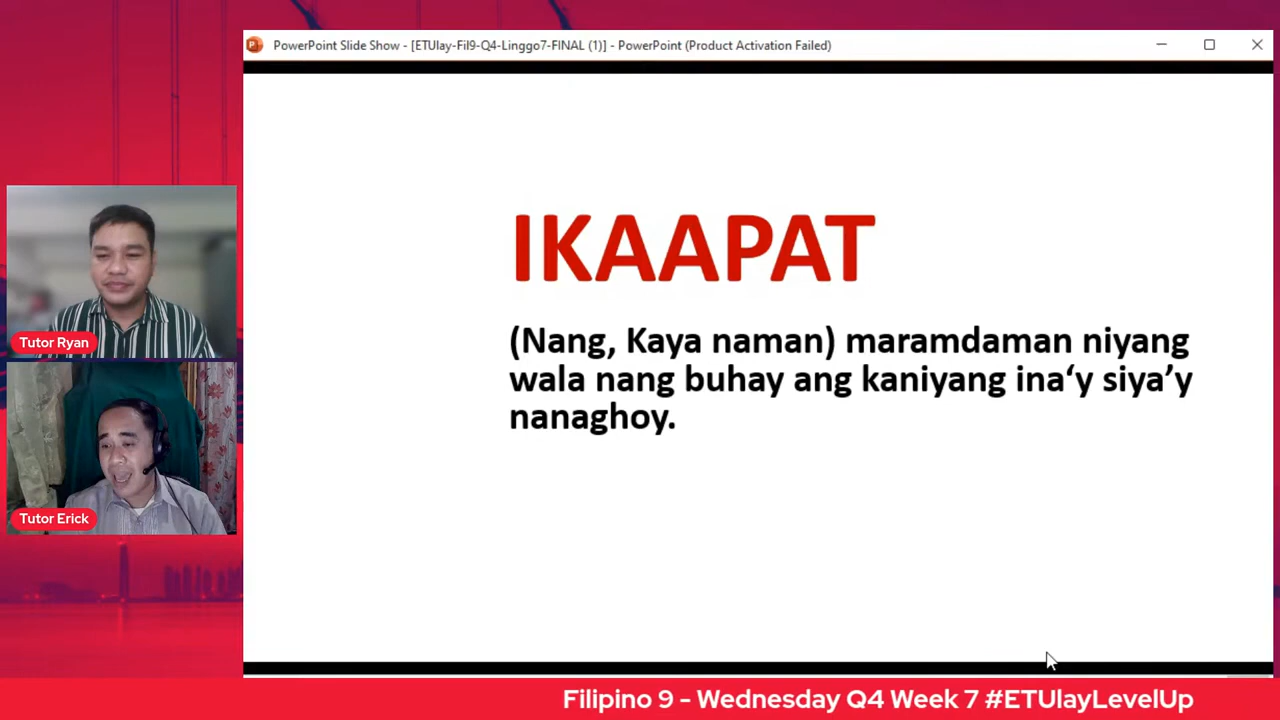 PowerPoint Slide Show - [ETUlay-Fil9-Q4-Linggo7-FINAL (1)] - PowerPoint (Product Activation Failed)
IKAAPAT
(Nang, Kaya naman) maramdaman niyang
wala nang buhay ang kaniyang ina‘y siya’y
nanaghoy.
Tutor Ryan
Tutor Erick
Filipino 9 - Wednesday Q4 Week 7 #ETUlayLevelUp